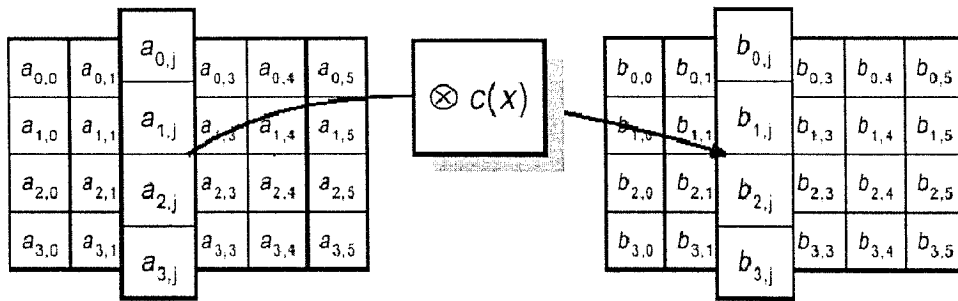 a0,j
a0,0 a0,1 a0,3 a0,4 a0,5
a1,j
a1,0 a1,1 a1,3 a1,4 a1,5
a2,j
a2,0 a2,1 a2,3 a2,4 a2,5
a3,j
a3,0 a3,1 a3,3 a3,4 a3,5
⊗ c(x)
b0,j
b0,0 b0,1 b0,3 b0,4 b0,5
b1,j
b1,0 b1,1 b1,3 b1,4 b1,5
b2,j
b2,0 b2,1 b2,3 b2,4 b2,5
b3,j
b3,0 b3,1 b3,3 b3,4 b3,5